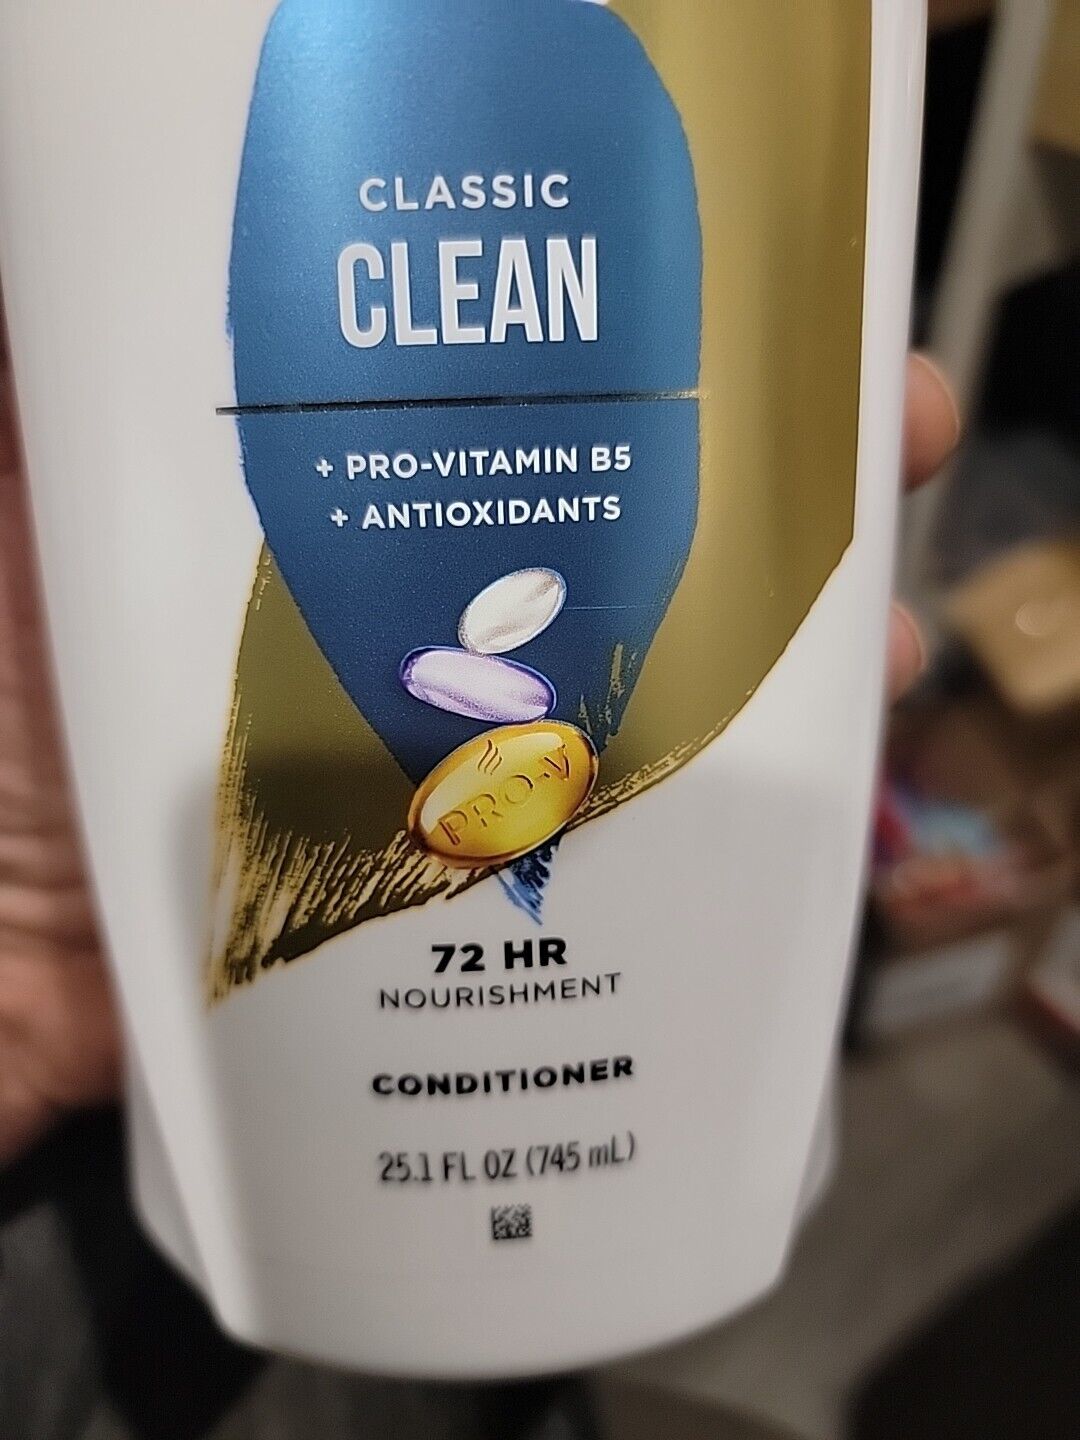 CLASSIC
CLEAN
+ PRO-VITAMIN B5
+ ANTIOXIDANTS
PRO-V
72 HR
NOURISHMENT
CONDITIONER
25.1 FL OZ (745 mL)